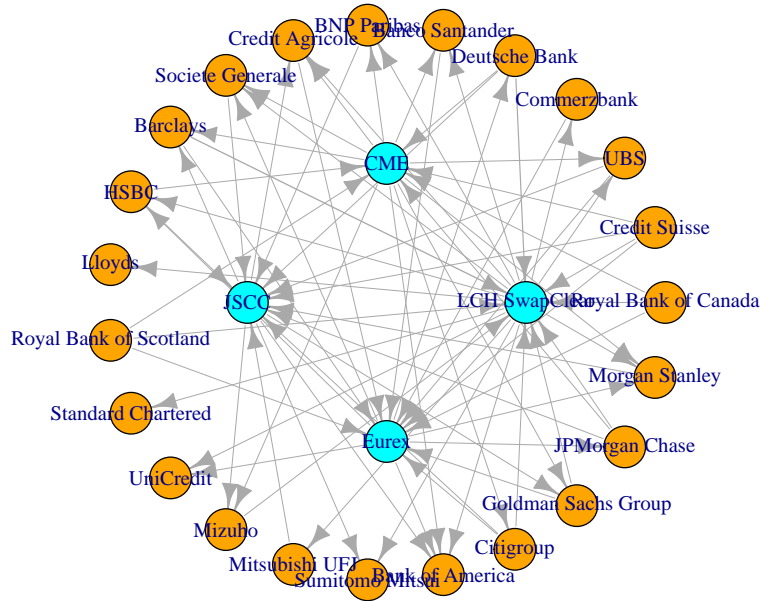 BNP Paribas
Banco Santander
Credit Agricole
Deutsche Bank
Societe Generale
Commerzbank
Barclays
UBS
CME
HSBC
Credit Suisse
Lloyds
JSCC
LCH SwapClear
Royal Bank of Canada
Royal Bank of Scotland
Morgan Stanley
Standard Chartered
Eurex
JPMorgan Chase
UniCredit
Goldman Sachs Group
Mizuho
Citigroup
Mitsubishi UFJ
Sumitomo Mitsui
Bank of America